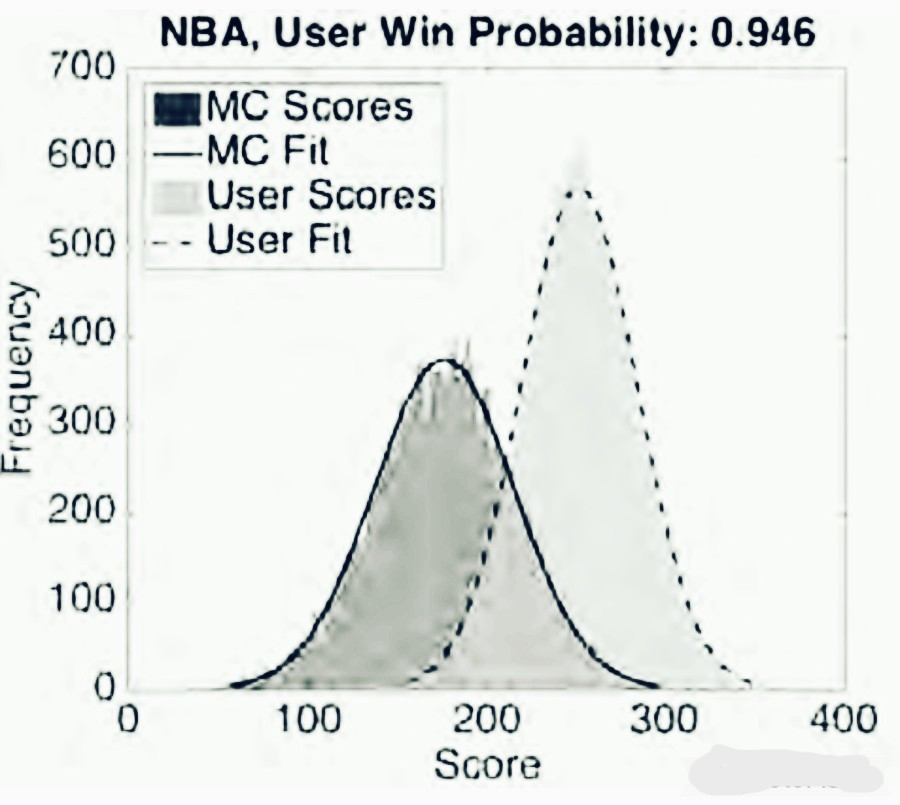 NBA, User Win Probability: 0.946
700
600
500
400
300
200
100
0
Frequency
MC Scores
MC Fit
User Scores
User Fit
0 100 200 300 400
Score